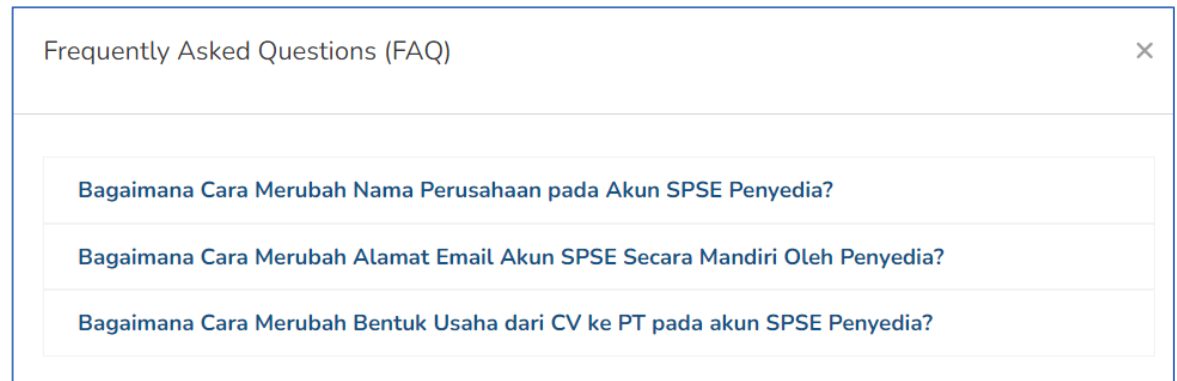 Frequently Asked Questions (FAQ)
Bagaimana Cara Merubah Nama Perusahaan pada Akun SPSE Penyedia?
Bagaimana Cara Merubah Alamat Email Akun SPSE Secara Mandiri Oleh Penyedia?
Bagaimana Cara Merubah Bentuk Usaha dari CV ke PT pada akun SPSE Penyedia?